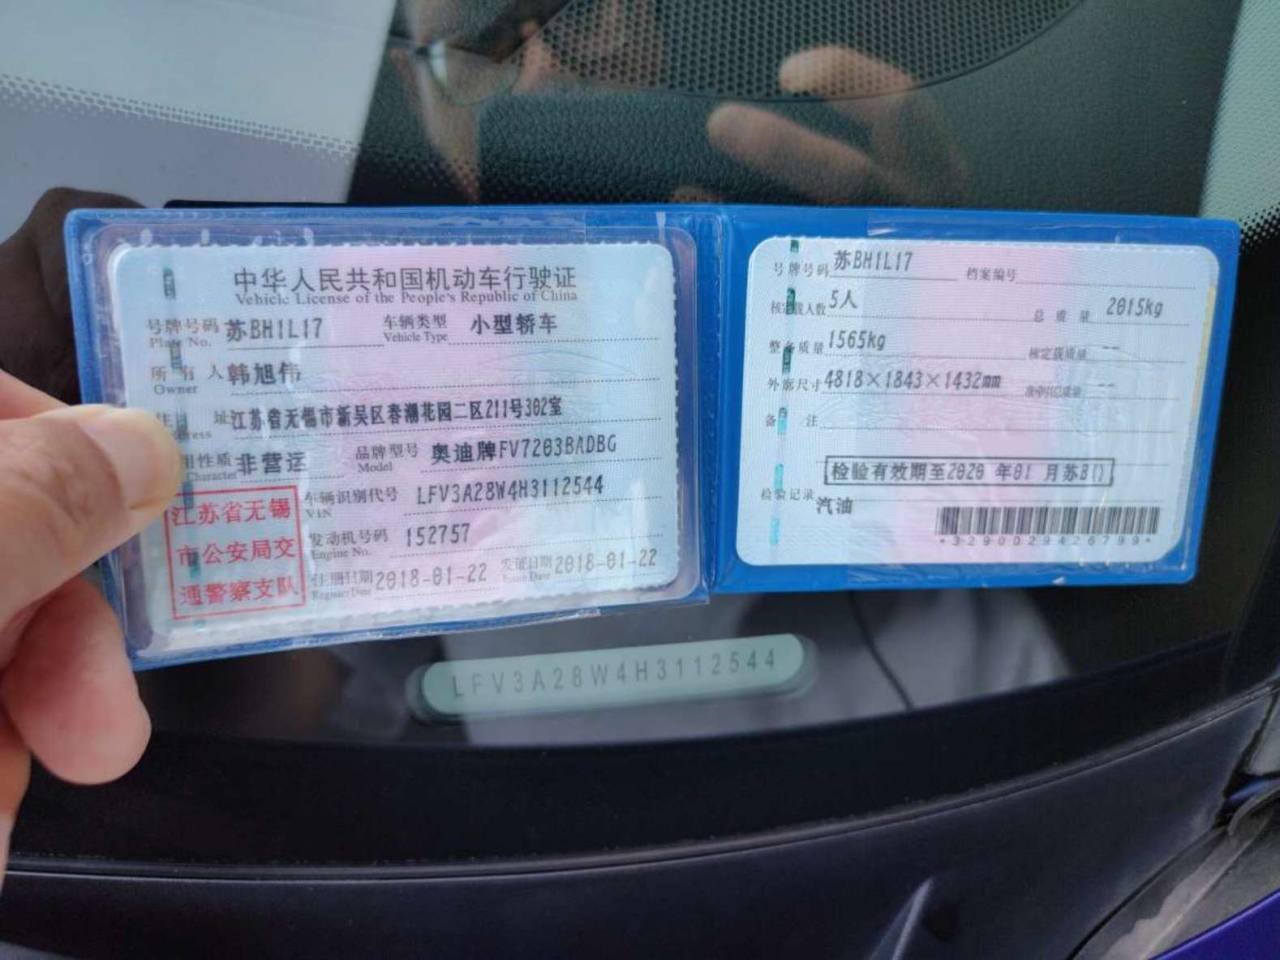 中华人民共和国机动车行驶证
Vehicle License of the People's Republic of China
号牌号码 苏BH1L17 车辆类型 小型轿车
Plate No. Vehicle Type
所有人 韩旭伟
Owner
址 江苏省无锡市新吴区春潮花园二区211号302室
用性质 非营运 品牌型号 奥迪牌FV7203BADBG
Character Model
江苏省无锡
市公安局交
通警察支队
车辆识别代号 LFV3A28W4H3112544
VIN
发动机号码 152757
Engine No.
注册日期 2018-01-22 发证日期 2018-01-22
Register Date Issue Date
号牌号码 苏BH1L17 档案编号
核定载人数 5人 总质量 2015kg
整备质量 1565kg 核定载质量 --
外廓尺寸 4818×1843×1432mm 准牵引总质量 --
备注
检验有效期至2020年01月苏B()
检验记录
汽油
*3290029426799*
LFV3A28W4H3112544